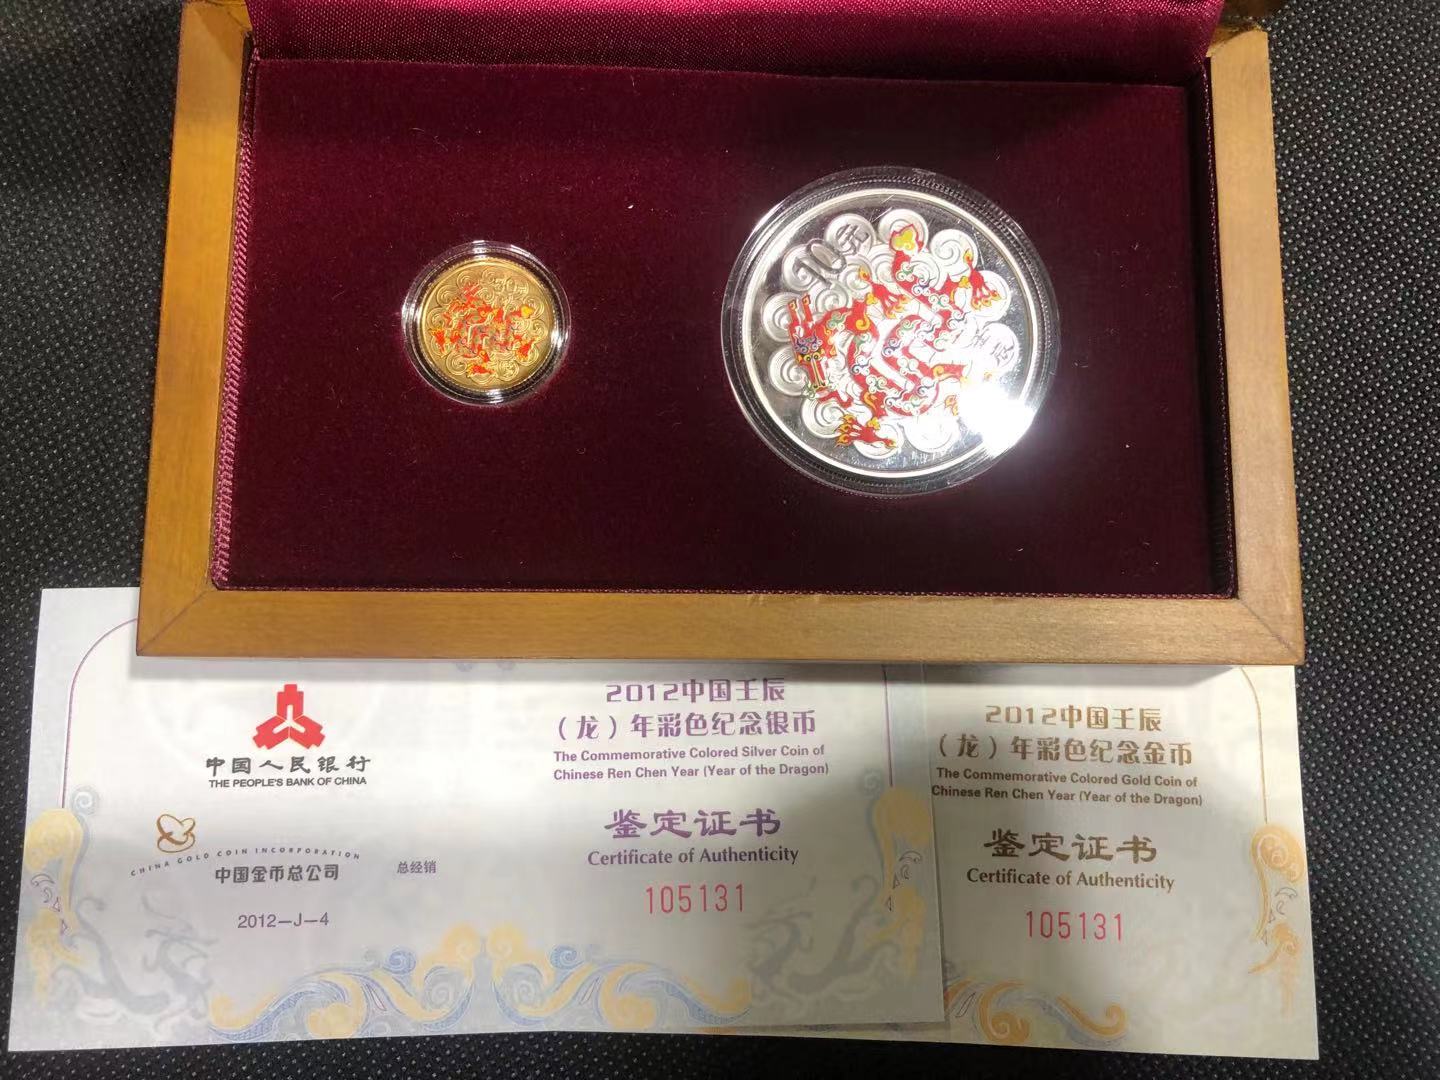 10元
壬辰
中国人民银行
THE PEOPLE'S BANK OF CHINA
CHINA GOLD COIN INCORPORATION
中国金币总公司
总经销
2012-J-4
2012中国壬辰
（龙）年彩色纪念银币
The Commemorative Colored Silver Coin of
Chinese Ren Chen Year (Year of the Dragon)
鉴定证书
Certificate of Authenticity
105131
2012中国壬辰
（龙）年彩色纪念金币
The Commemorative Colored Gold Coin of
Chinese Ren Chen Year (Year of the Dragon)
鉴定证书
Certificate of Authenticity
105131